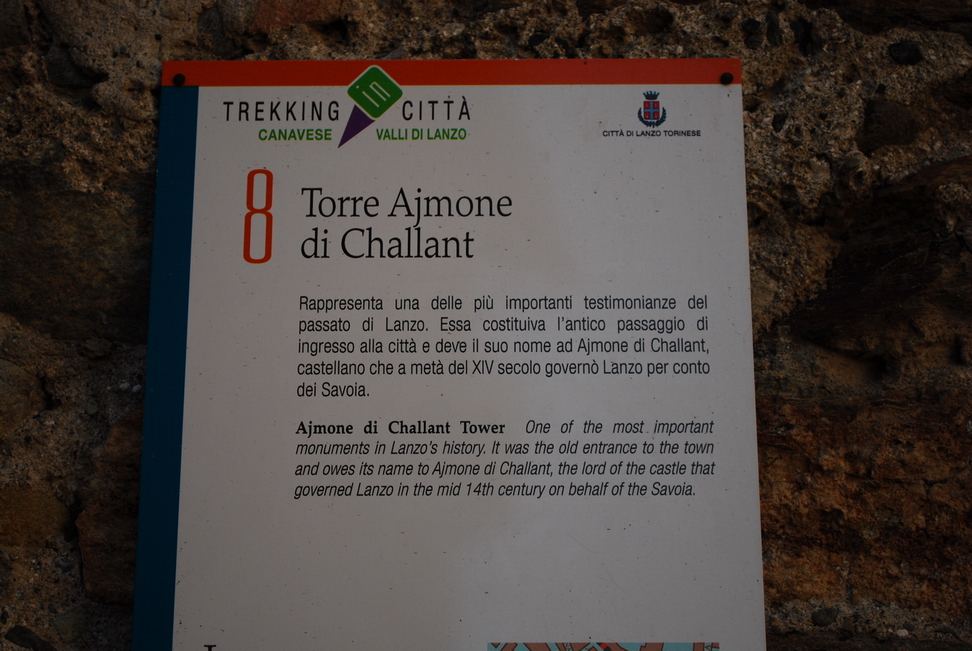 TREKKING in CITTÀ
CANAVESE VALLI DI LANZO
CITTÀ DI LANZO TORINESE
8
Torre Ajmone
di Challant
Rappresenta una delle più importanti testimonianze del
passato di Lanzo. Essa costituiva l'antico passaggio di
ingresso alla città e deve il suo nome ad Ajmone di Challant,
castellano che a metà del XIV secolo governò Lanzo per conto
dei Savoia.
Ajmone di Challant Tower One of the most important
monuments in Lanzo's history. It was the old entrance to the town
and owes its name to Ajmone di Challant, the lord of the castle that
governed Lanzo in the mid 14th century on behalf of the Savoia.